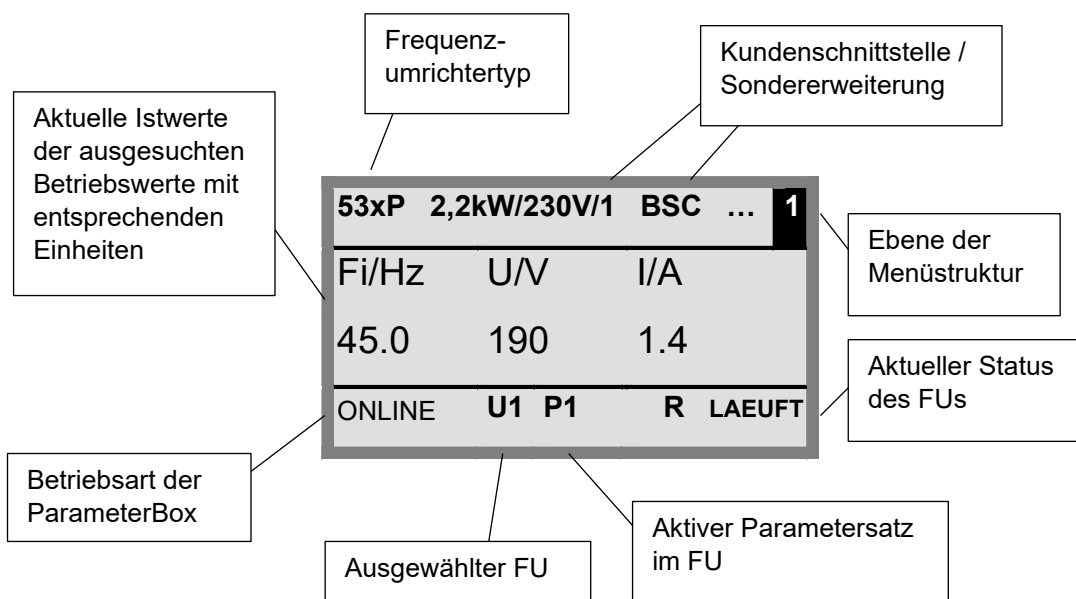 Frequenz-
umrichtertyp
Kundenschnittstelle /
Sondererweiterung
Aktuelle Istwerte
der ausgesuchten
Betriebswerte mit
entsprechenden
Einheiten
53xP 2,2kW/230V/1 BSC ... 1
Fi/Hz U/V I/A
45.0 190 1.4
ONLINE U1 P1 R LAEUFT
Ebene der
Menüstruktur
Aktueller Status
des FUs
Betriebsart der
ParameterBox
Ausgewählter FU
Aktiver Parametersatz
im FU